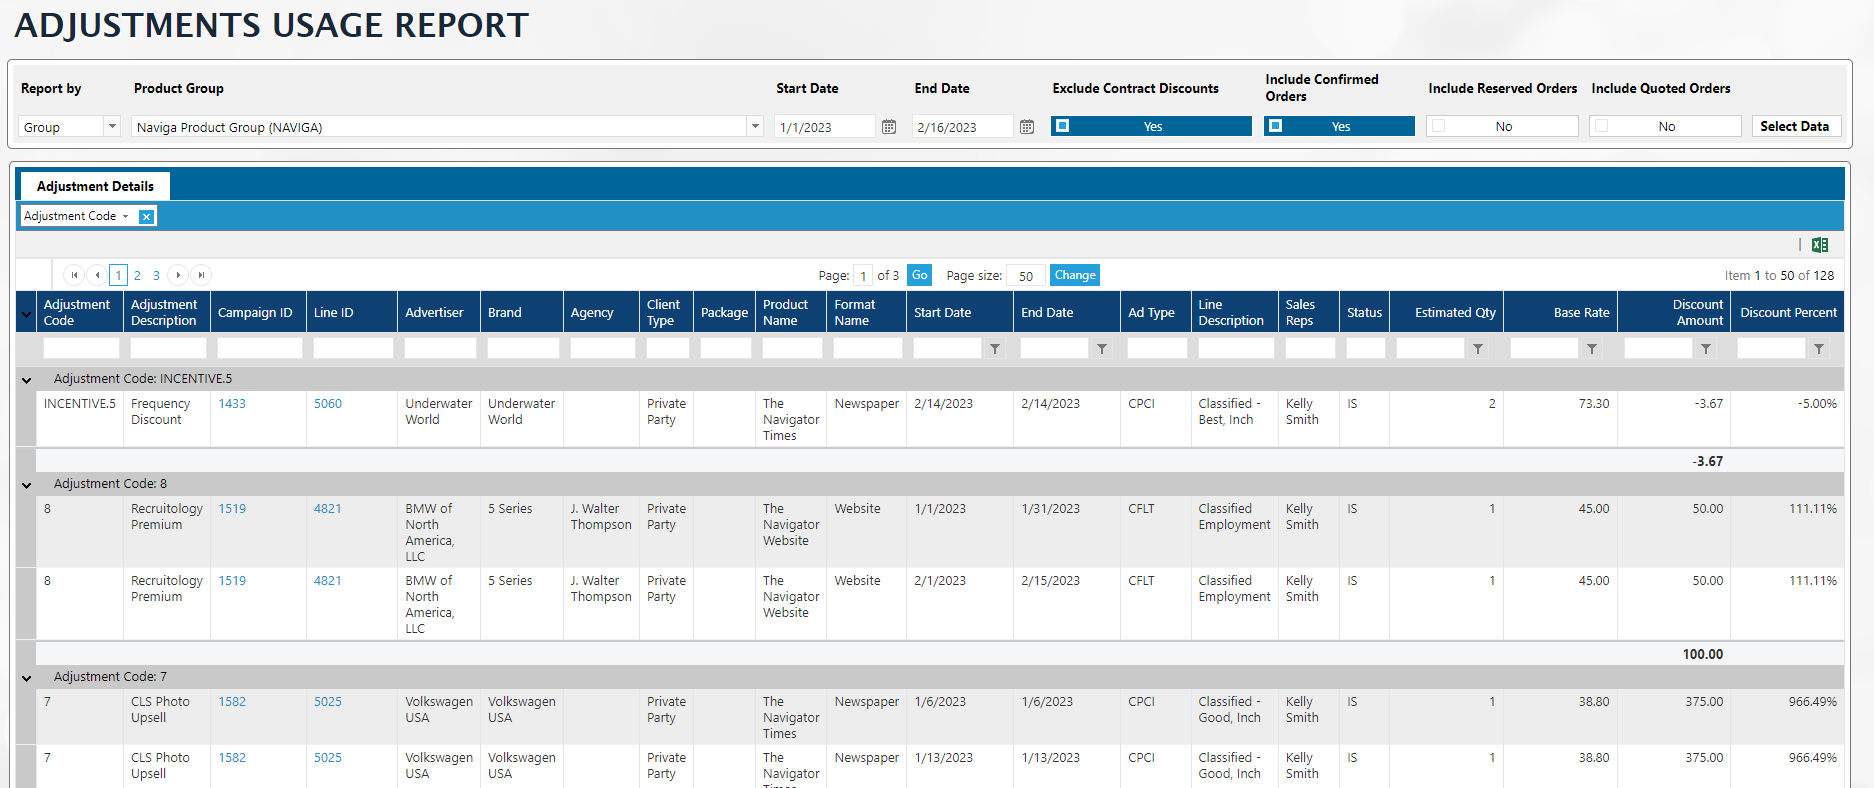 ADJUSTMENTS USAGE REPORT
Report by Product Group Start Date End Date Exclude Contract Discounts Include Confirmed Orders Include Reserved Orders Include Quoted Orders
Group Naviga Product Group (NAVIGA) 1/1/2023 2/16/2023 Yes Yes No No Select Data
Adjustment Details
Adjustment Code
1 2 3 Page: 1 of 3 Go Page size: 50 Change Item 1 to 50 of 128
Adjustment Code Adjustment Description Campaign ID Line ID Advertiser Brand Agency Client Type Package Product Name Format Name Start Date End Date Ad Type Line Description Sales Reps Status Estimated Qty Base Rate Discount Amount Discount Percent
Adjustment Code: INCENTIVE.5
INCENTIVE.5 Frequency Discount 1433 5060 Underwater World Underwater World Private Party The Navigator Times Newspaper 2/14/2023 2/14/2023 CPCI Classified - Best, Inch Kelly Smith IS 2 73.30 -3.67 -5.00%
-3.67
Adjustment Code: 8
8 Recruitology Premium 1519 4821 BMW of North America, LLC 5 Series J. Walter Thompson Private Party The Navigator Website Website 1/1/2023 1/31/2023 CFLT Classified Employment Kelly Smith IS 1 45.00 50.00 111.11%
8 Recruitology Premium 1519 4821 BMW of North America, LLC 5 Series J. Walter Thompson Private Party The Navigator Website Website 2/1/2023 2/15/2023 CFLT Classified Employment Kelly Smith IS 1 45.00 50.00 111.11%
100.00
Adjustment Code: 7
7 CLS Photo Upsell 1582 5025 Volkswagen USA Volkswagen USA Private Party The Navigator Times Newspaper 1/6/2023 1/6/2023 CPCI Classified - Good, Inch Kelly Smith IS 1 38.80 375.00 966.49%
7 CLS Photo Upsell 1582 5025 Volkswagen USA Volkswagen USA Private Party The Navigator Newspaper 1/13/2023 1/13/2023 CPCI Classified - Good, Inch Kelly Smith IS 1 38.80 375.00 966.49%